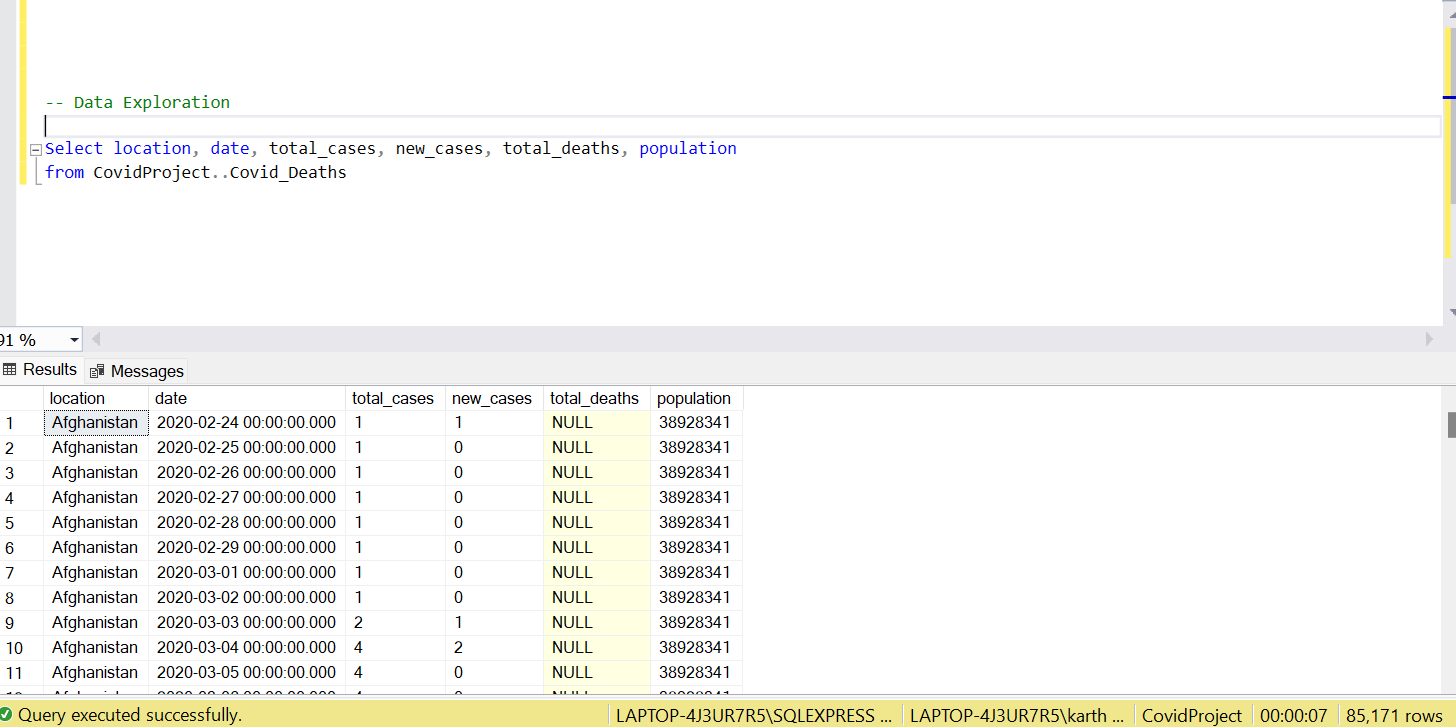 -- Data Exploration
Select location, date, total_cases, new_cases, total_deaths, population
from CovidProject..Covid_Deaths
91 %
Results Messages
location date total_cases new_cases total_deaths population
1 Afghanistan 2020-02-24 00:00:00.000 1 1 NULL 38928341
2 Afghanistan 2020-02-25 00:00:00.000 1 0 NULL 38928341
3 Afghanistan 2020-02-26 00:00:00.000 1 0 NULL 38928341
4 Afghanistan 2020-02-27 00:00:00.000 1 0 NULL 38928341
5 Afghanistan 2020-02-28 00:00:00.000 1 0 NULL 38928341
6 Afghanistan 2020-02-29 00:00:00.000 1 0 NULL 38928341
7 Afghanistan 2020-03-01 00:00:00.000 1 0 NULL 38928341
8 Afghanistan 2020-03-02 00:00:00.000 1 0 NULL 38928341
9 Afghanistan 2020-03-03 00:00:00.000 2 1 NULL 38928341
10 Afghanistan 2020-03-04 00:00:00.000 4 2 NULL 38928341
11 Afghanistan 2020-03-05 00:00:00.000 4 0 NULL 38928341
Query executed successfully. LAPTOP-4J3UR7R5\SQLEXPRESS ... LAPTOP-4J3UR7R5\karth ... CovidProject 00:00:07 85,171 rows